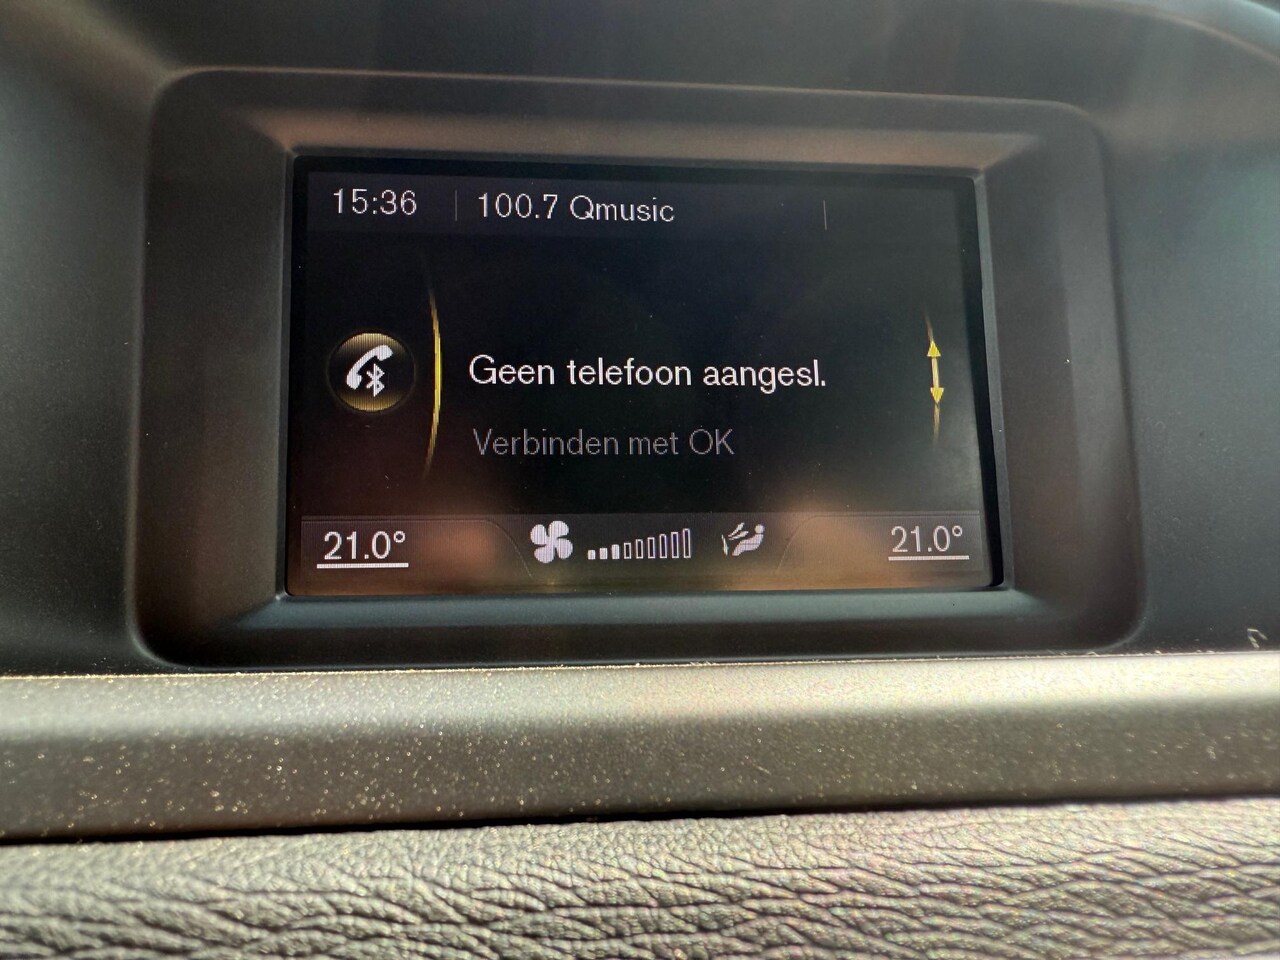 15:36 100.7 Qmusic
Geen telefoon aangesl.
Verbinden met OK
21.0° 21.0°